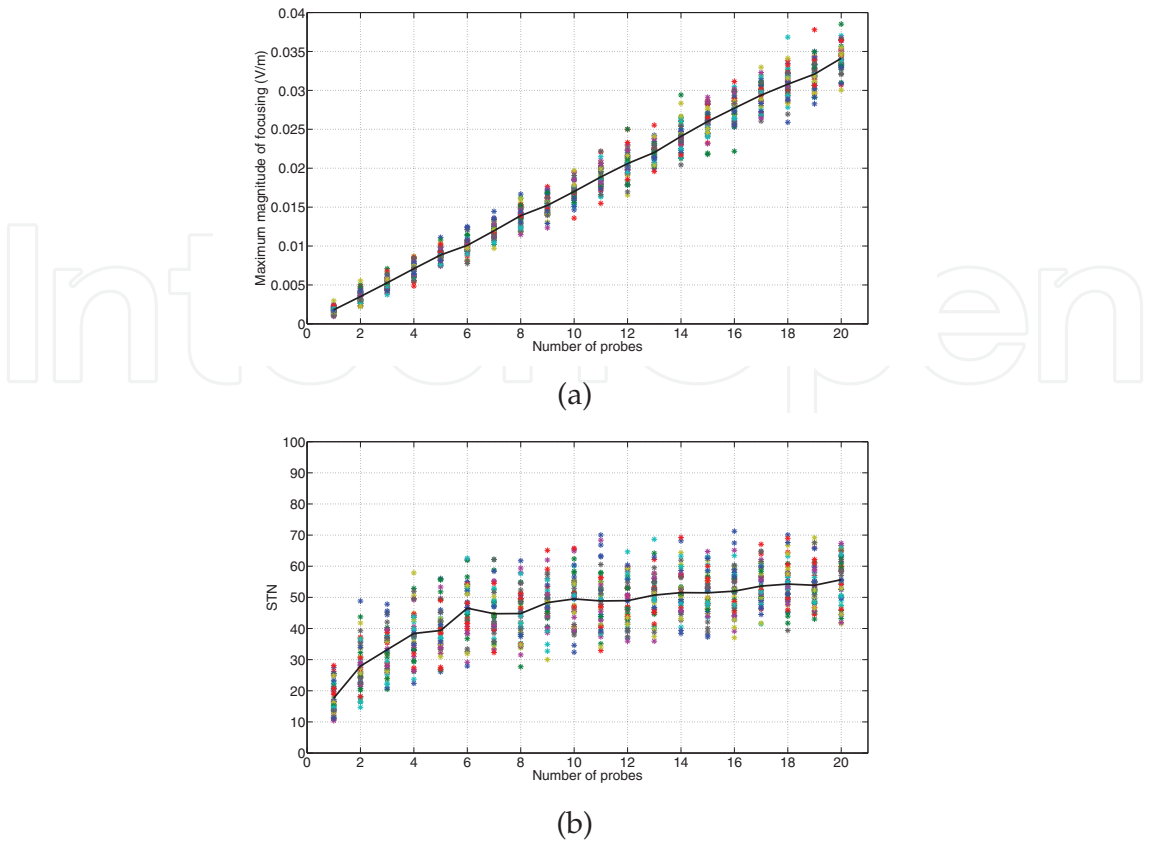 0.04
0.035
0.03
0.025
0.02
0.015
0.01
0.005
0
Maximum magnitude of focusing (V/m)
0 2 4 6 8 10 12 14 16 18 20
Number of probes
(a)
100
90
80
70
60
50
40
30
20
10
0
STN
0 2 4 6 8 10 12 14 16 18 20
Number of probes
(b)
IntechOpen